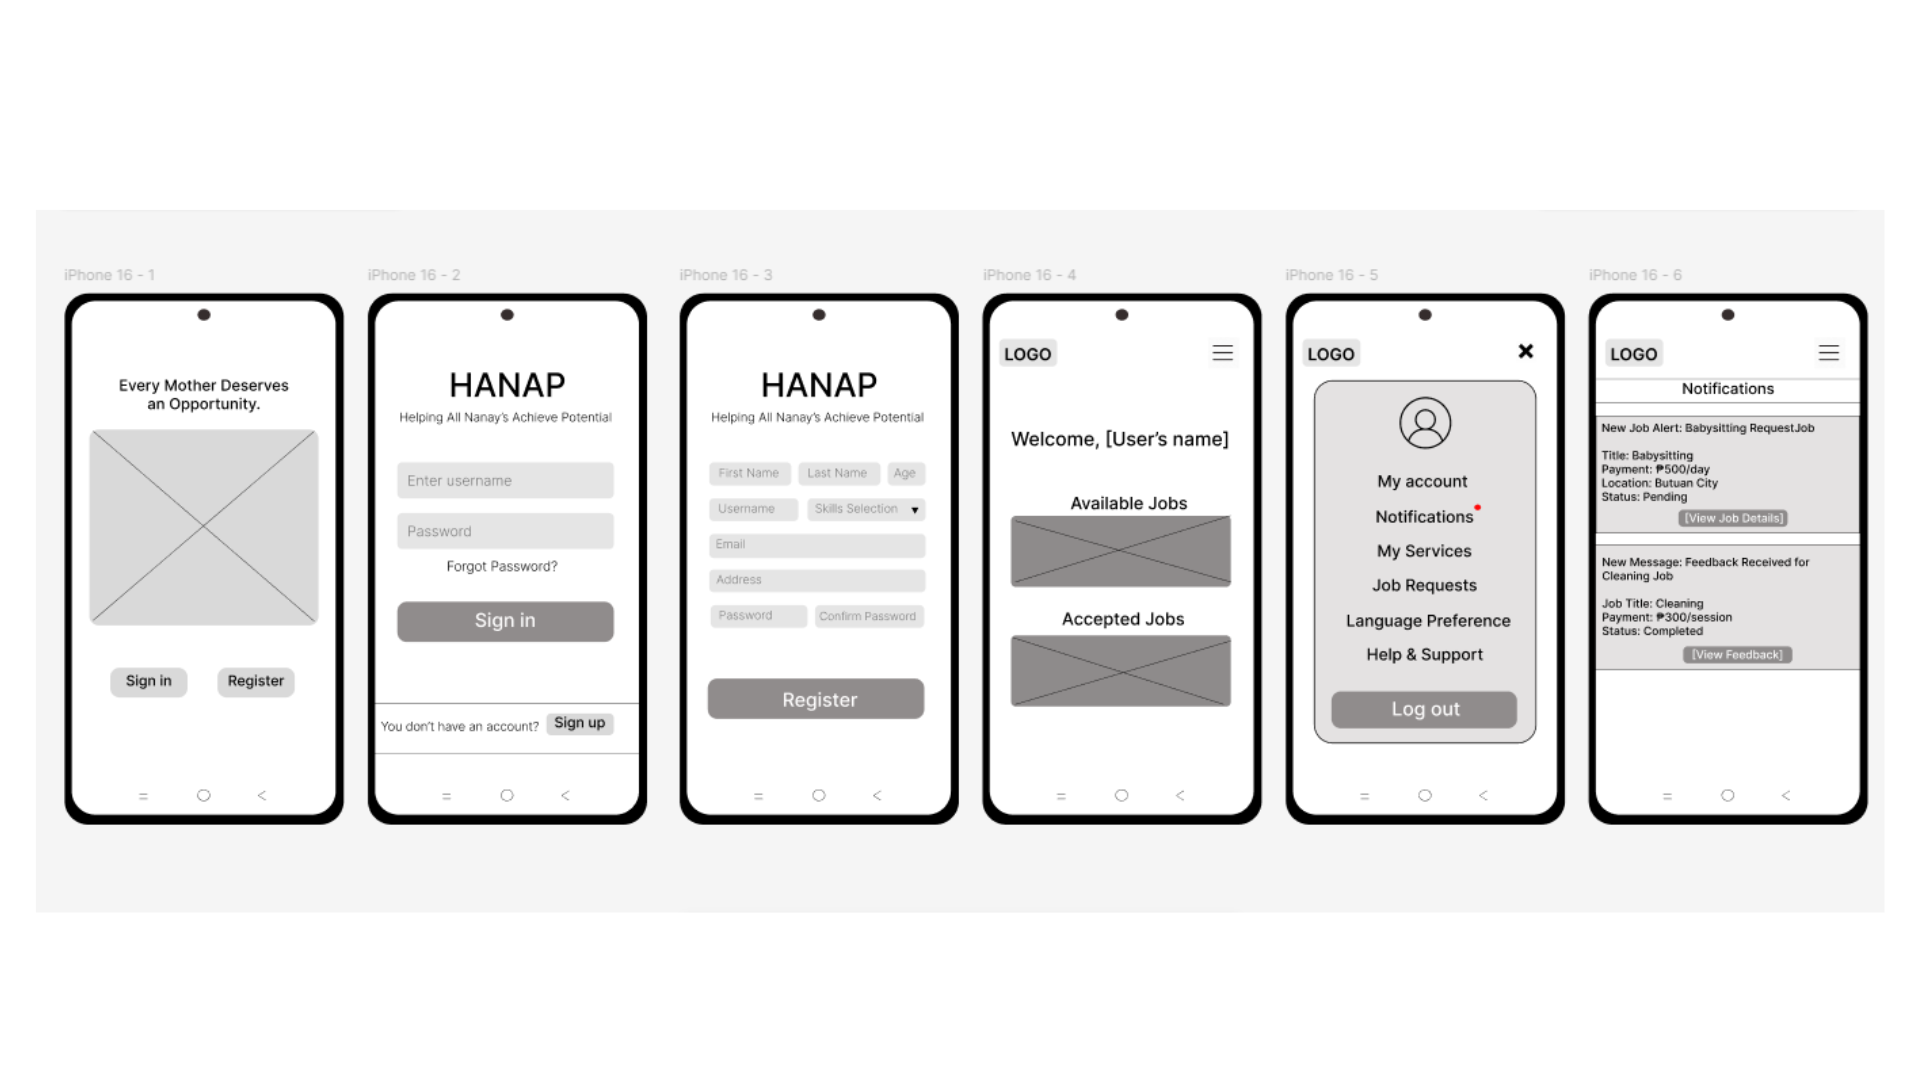 iPhone 16 - 1
Every Mother Deserves
an Opportunity.
Sign in
Register
iPhone 16 - 2
HANAP
Helping All Nanay's Achieve Potential
Enter username
Password
Forgot Password?
Sign in
You don't have an account?
Sign up
iPhone 16 - 3
HANAP
Helping All Nanay's Achieve Potential
First Name
Last Name
Age
Username
Skills Selection
Email
Address
Password
Confirm Password
Register
iPhone 16 - 4
LOGO
Welcome, [User's name]
Available Jobs
Accepted Jobs
iPhone 16 - 5
LOGO
My account
Notifications
My Services
Job Requests
Language Preference
Help & Support
Log out
iPhone 16 - 6
LOGO
Notifications
New Job Alert: Babysitting RequestJob
Title: Babysitting
Payment: ₱500/day
Location: Butuan City
Status: Pending
[View Job Details]
New Message: Feedback Received for
Cleaning Job
Job Title: Cleaning
Payment: ₱300/session
Status: Completed
[View Feedback]